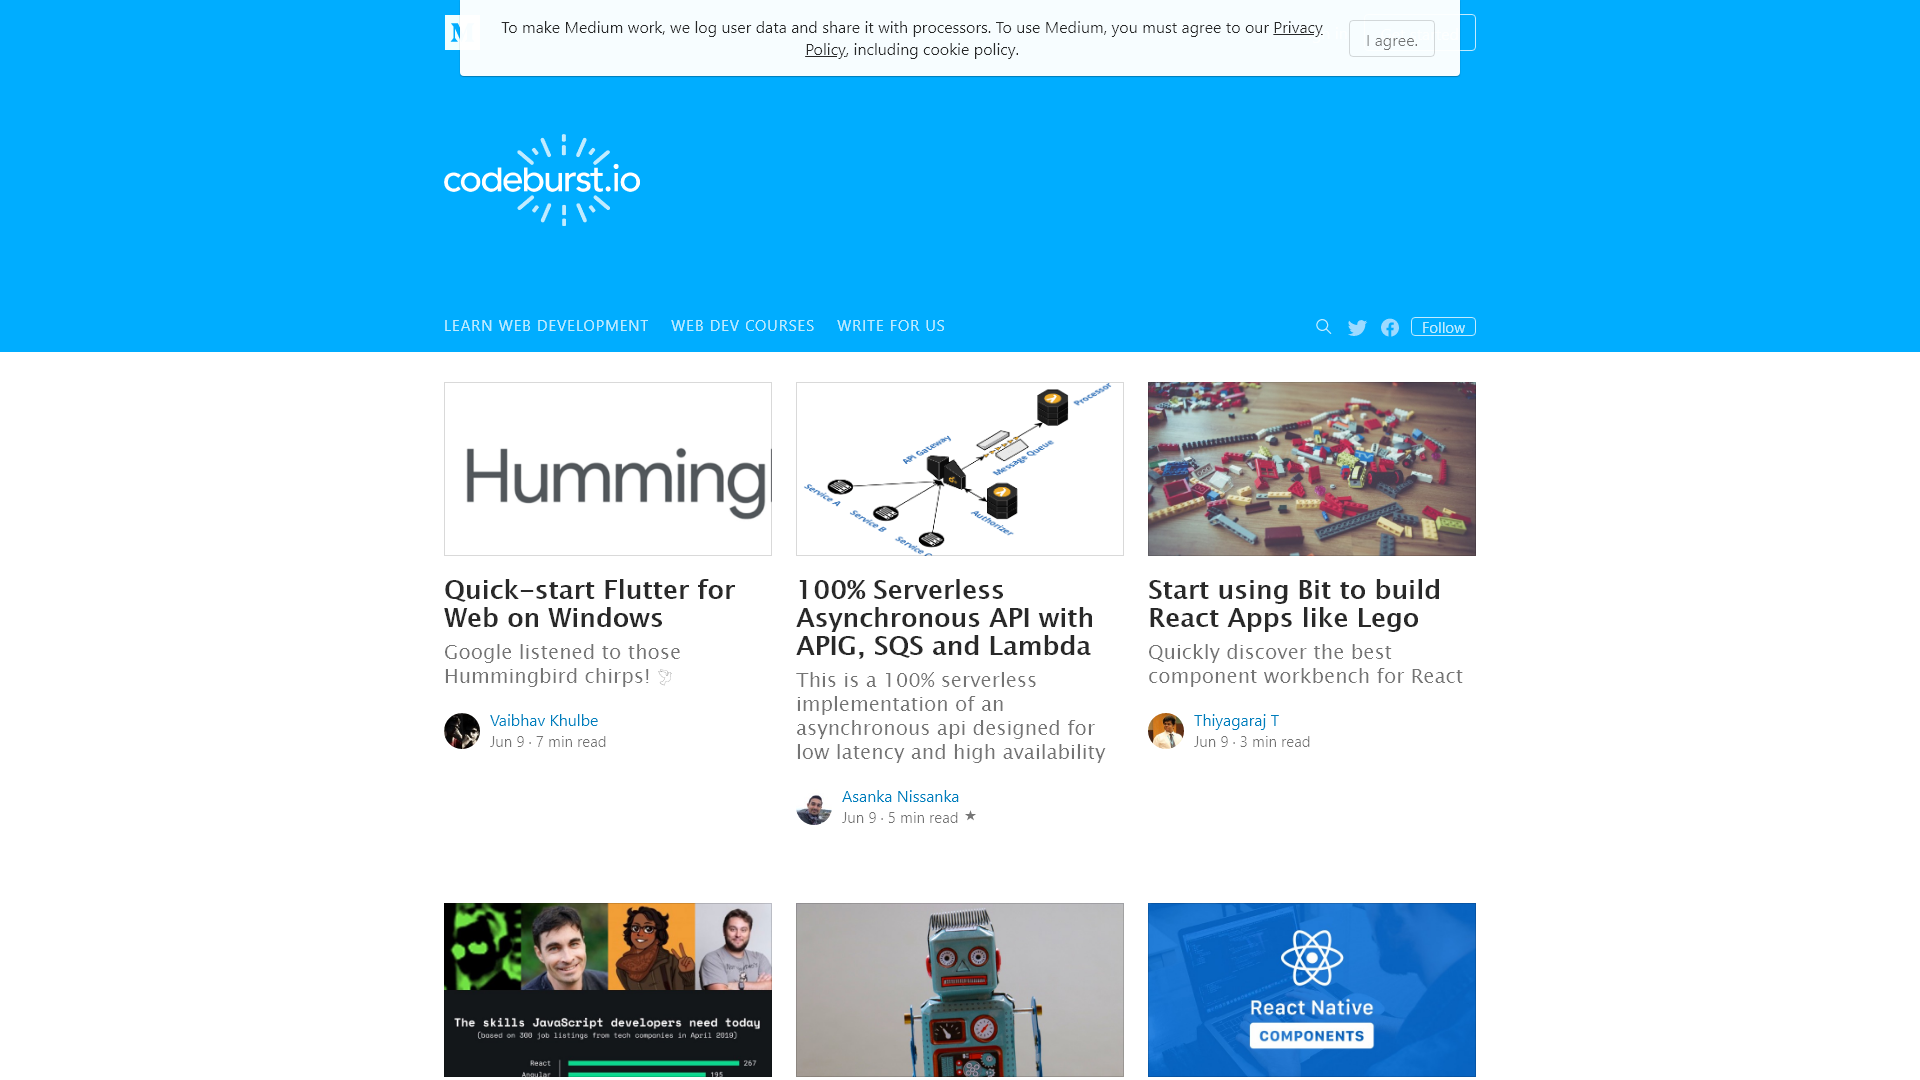 To make Medium work, we log user data and share it with processors. To use Medium, you must agree to our Privacy
Policy, including cookie policy.
I agree.
codeburst.io
LEARN WEB DEVELOPMENT
WEB DEV COURSES
WRITE FOR US
Follow
Humming
Processor
API Gateway
Message Queue
Service A
Service B
Service
Authorizer
Quick-start Flutter for
Web on Windows
Google listened to those
Hummingbird chirps!
Vaibhav Khulbe
Jun 9 · 7 min read
100% Serverless
Asynchronous API with
APIG, SQS and Lambda
This is a 100% serverless
implementation of an
asynchronous api designed for
low latency and high availability
Asanka Nissanka
Jun 9 · 5 min read ★
Start using Bit to build
React Apps like Lego
Quickly discover the best
component workbench for React
Thiyagaraj T
Jun 9 · 3 min read
The skills JavaScript developers need today
(based on 300 job listings from tech companies in April 2019)
React 267
Angular 195
React Native
COMPONENTS